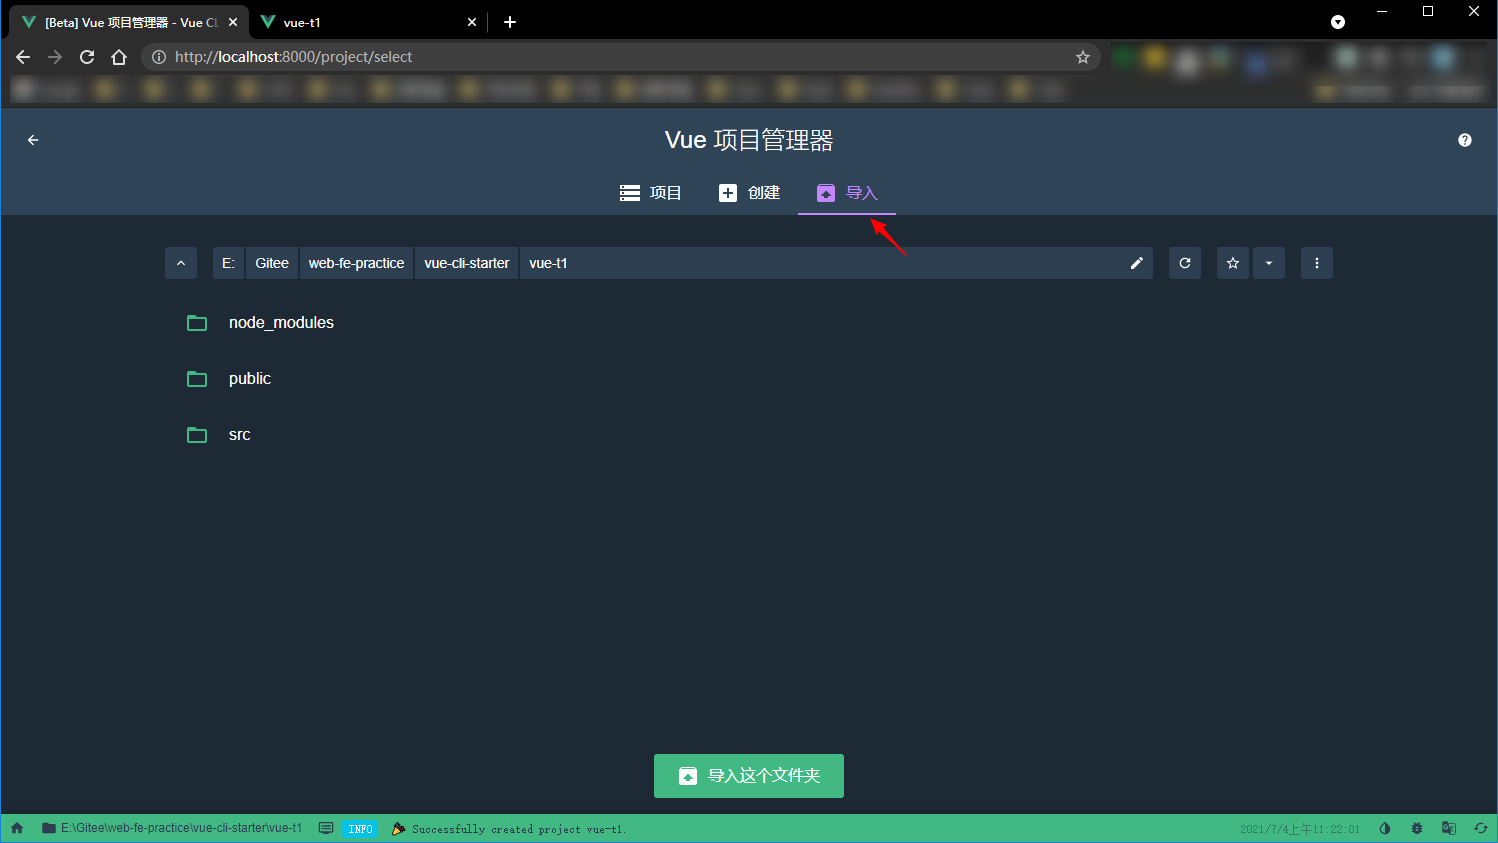 [Beta] Vue 项目管理器 - Vue CL
vue-t1
http://localhost:8000/project/select
Vue 项目管理器
项目
创建
导入
E:
Gitee
web-fe-practice
vue-cli-starter
vue-t1
node_modules
public
src
导入这个文件夹
E:\Gitee\web-fe-practice\vue-cli-starter\vue-t1
INFO
Successfully created project vue-t1.
2021/7/4上午11:22:01